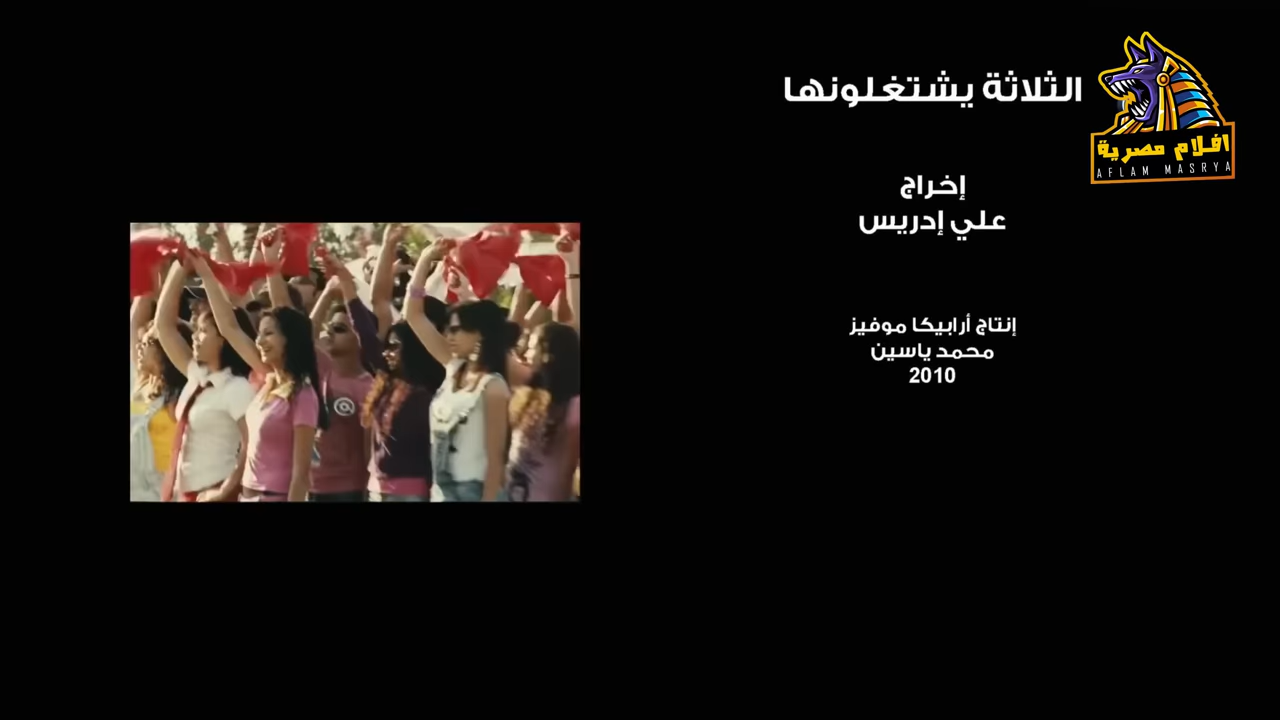 الثلاثة يشتغلونها
افلام مصرية
AFLAM MASRYA
إخراج
علي إدريس
إنتاج أرابيكا موفيز
محمد ياسين
2010